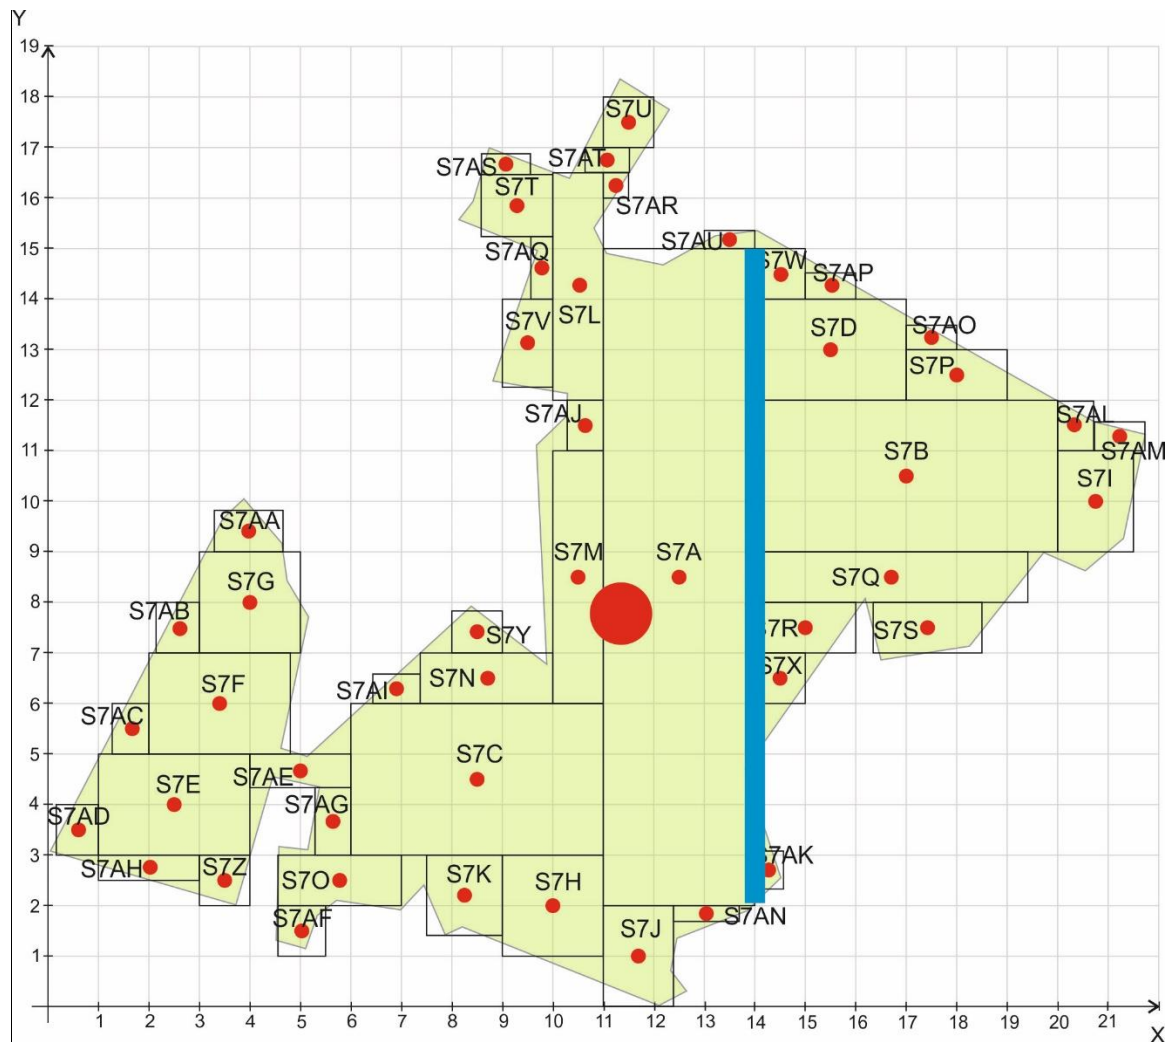 Y
19
18
S7U
17
S7AS
S7AT
S7T
16
S7AR
15
S7AU
S7AQ
S7W
S7AP
14
S7L
S7V
S7D
S7AO
13
S7P
12
S7AJ
S7AL
S7AM
11
S7B
S7I
10
S7AA
9
S7M
S7A
S7Q
S7G
8
S7AB
S7Y
S7R
S7S
7
S7N
S7X
S7F
S7AI
6
S7AC
5
S7C
S7E
S7AE
4
S7AG
S7AD
3
S7AH
S7Z
S7O
S7K
S7H
S7AK
2
S7AF
S7J
S7AN
1
1 2 3 4 5 6 7 8 9 10 11 12 13 14 15 16 17 18 19 20 21
X